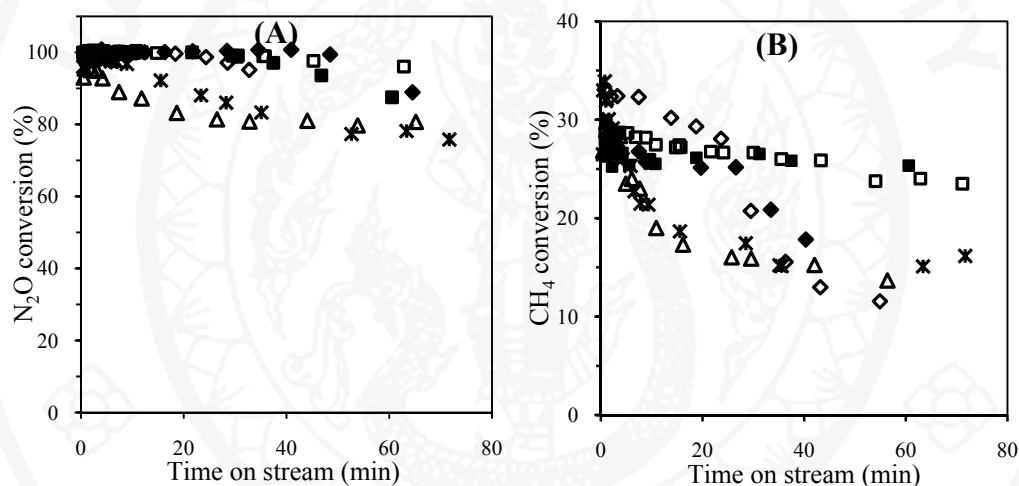 (A)
N₂O conversion (%)
100
80
60
40
20
0
0 20 40 60 80
Time on stream (min)
(B)
CH₄ conversion (%)
40
30
20
10
0
0 20 40 60 80
Time on stream (min)